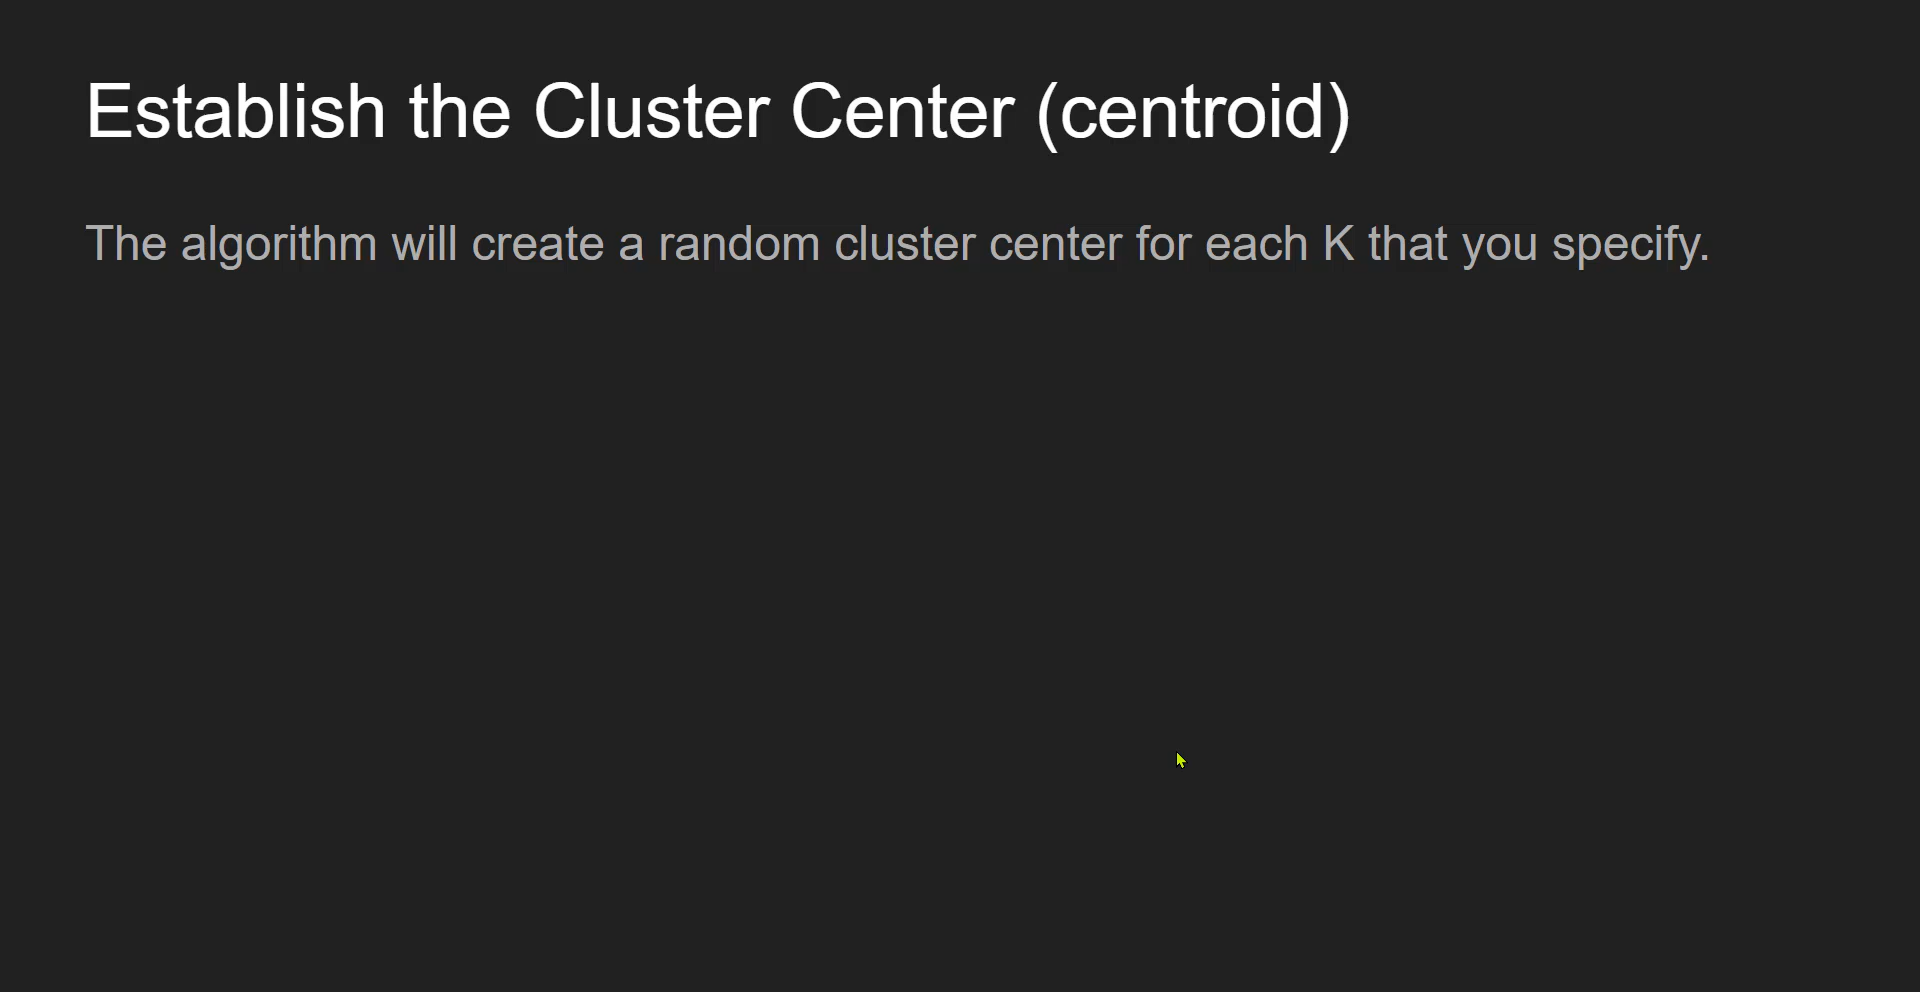 Establish the Cluster Center (centroid)
The algorithm will create a random cluster center for each K that you specify.